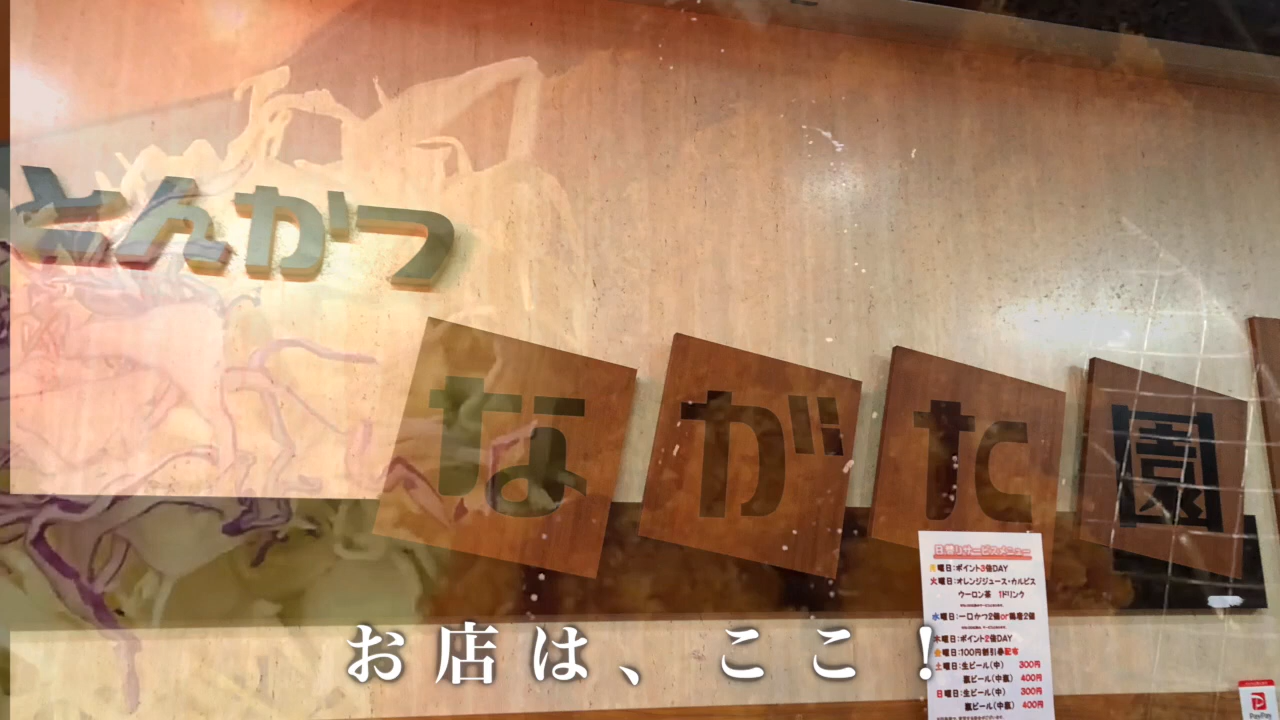 とんかつ
ながた園
日替りサービスメニュー
月曜日:ポイント3倍DAY
火曜日:オレンジジュース・カルピス
ウーロン茶 1ドリンク
水曜日:一口かつ2個or鶏唐2個
木曜日:ポイント2倍DAY
金曜日:100円割引券配布
土曜日:生ビール(中) 300円
瓶ビール(中瓶) 400円
日曜日:生ビール(中) 300円
瓶ビール(中瓶) 400円
PayPay
お店は、ここ!